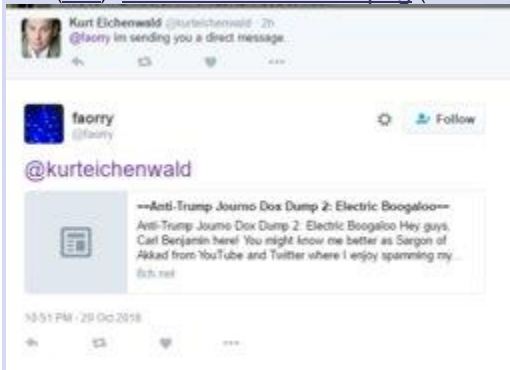 Kurt Eichenwald @kurteichenwald · 2h
@faorry im sending you a direct message.
faorry
@faorry
Follow
@kurteichenwald
==Anti-Trump Journo Dox Dump 2: Electric Boogaloo==
Anti-Trump Journo Dox Dump 2: Electric Boogaloo Hey guys,
Carl Benjamin here! You might know me better as Sargon of
Akkad from YouTube and Twitter where I enjoy spamming my...
8ch.net
10:51 PM - 29 Oct 2016